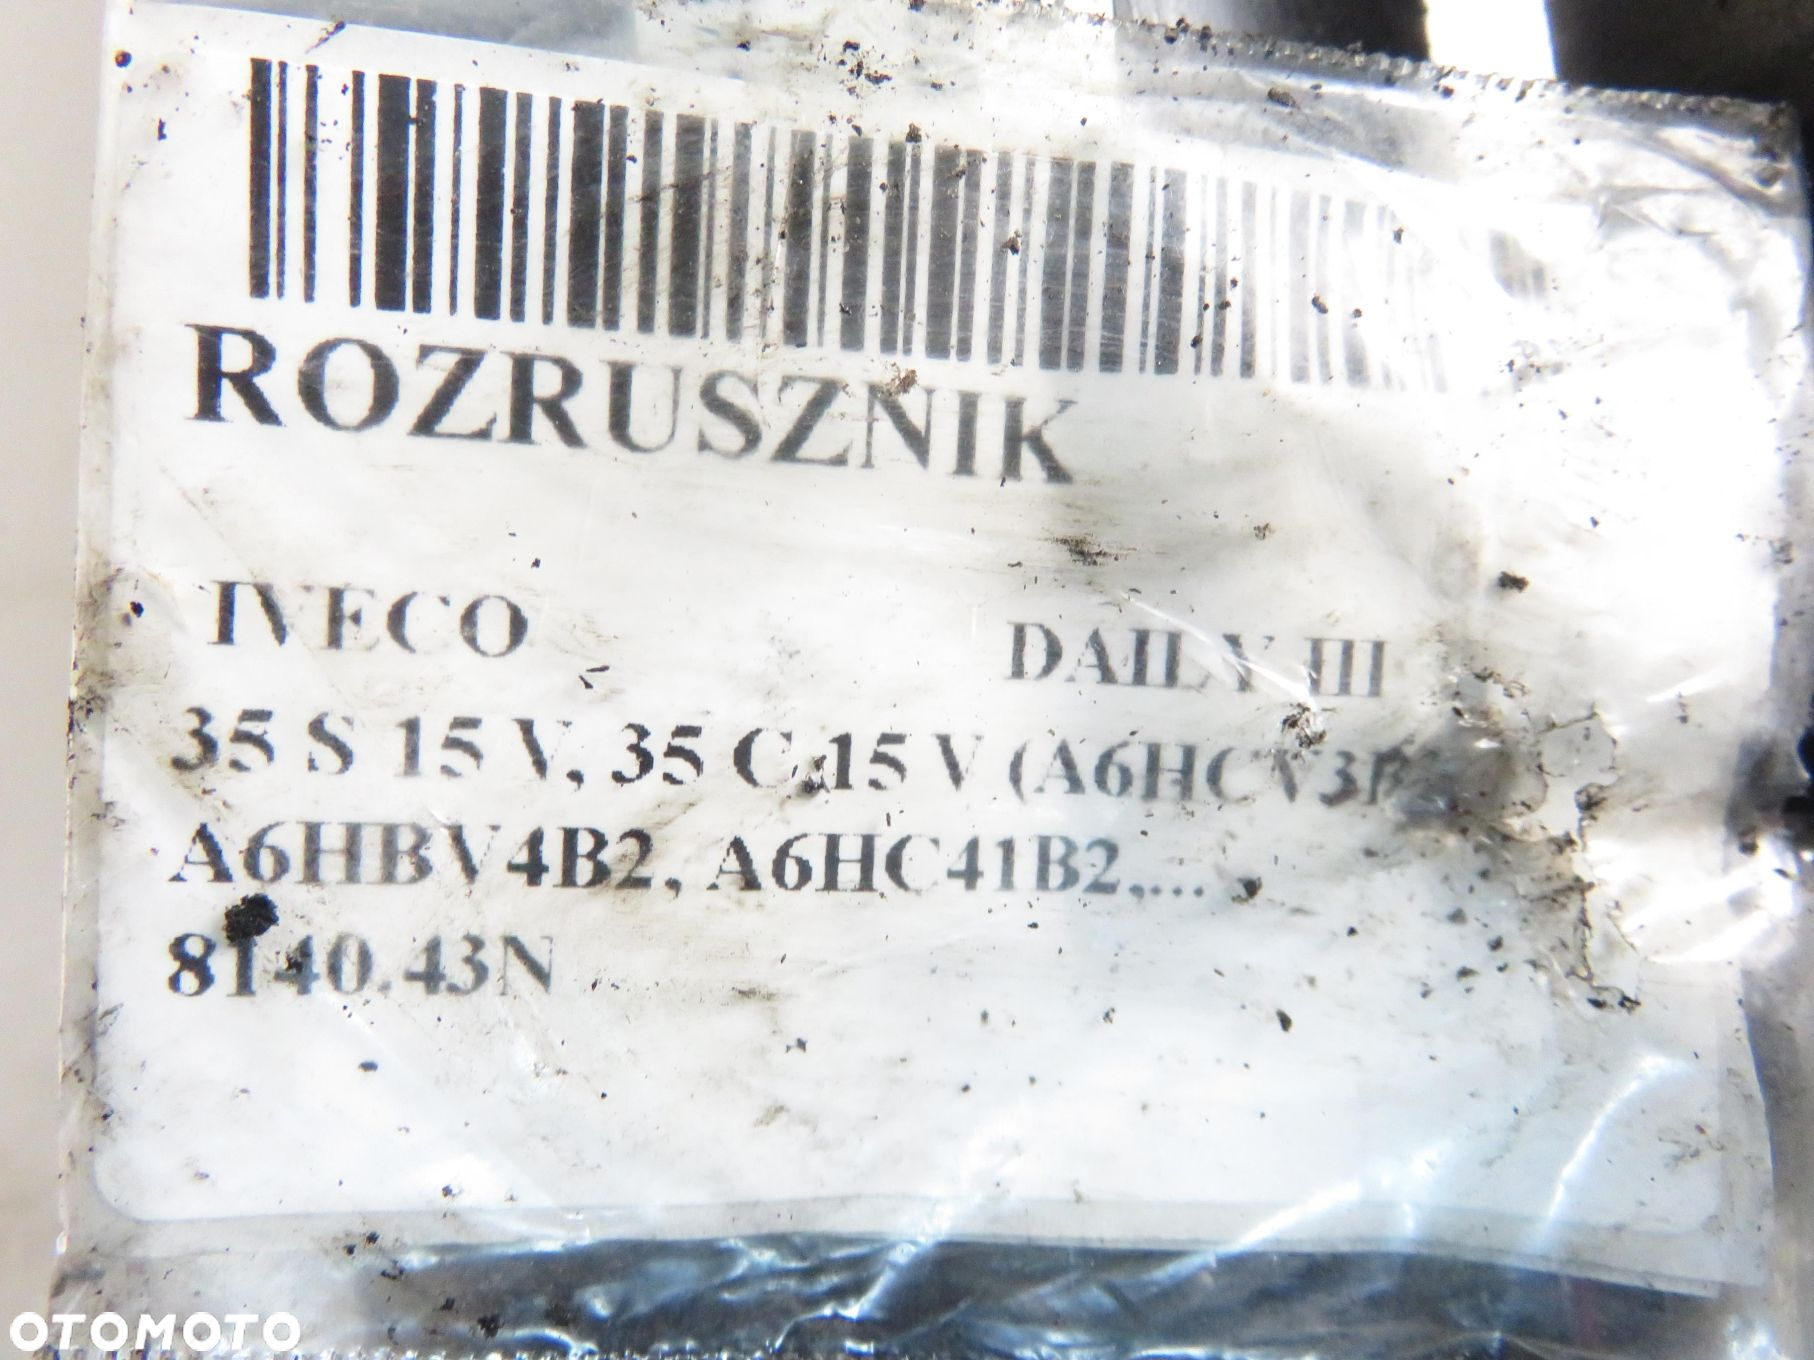 ROZRUSZNIK
IVECO DAILY III
35 S 15 V, 35 C 15 V (A6HCV3B
A6HBV4B2, A6HC41B2,...
8140.43N
OTOMOTO